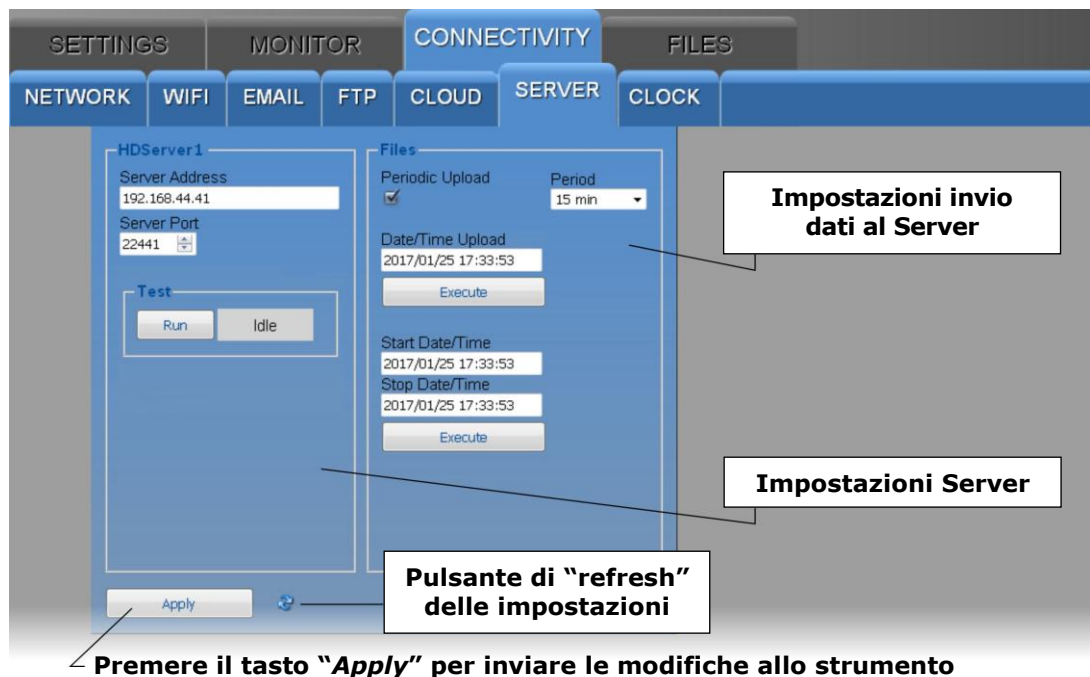 SETTINGS MONITOR CONNECTIVITY FILES
NETWORK WIFI EMAIL FTP CLOUD SERVER CLOCK
HDServer1
Server Address
192.168.44.41
Server Port
22441
Test
Run Idle
Files
Periodic Upload Period
15 min
Date/Time Upload
2017/01/25 17:33:53
Execute
Start Date/Time
2017/01/25 17:33:53
Stop Date/Time
2017/01/25 17:33:53
Execute
Impostazioni invio
dati al Server
Impostazioni Server
Pulsante di “refresh”
delle impostazioni
Apply
Premere il tasto “Apply” per inviare le modifiche allo strumento